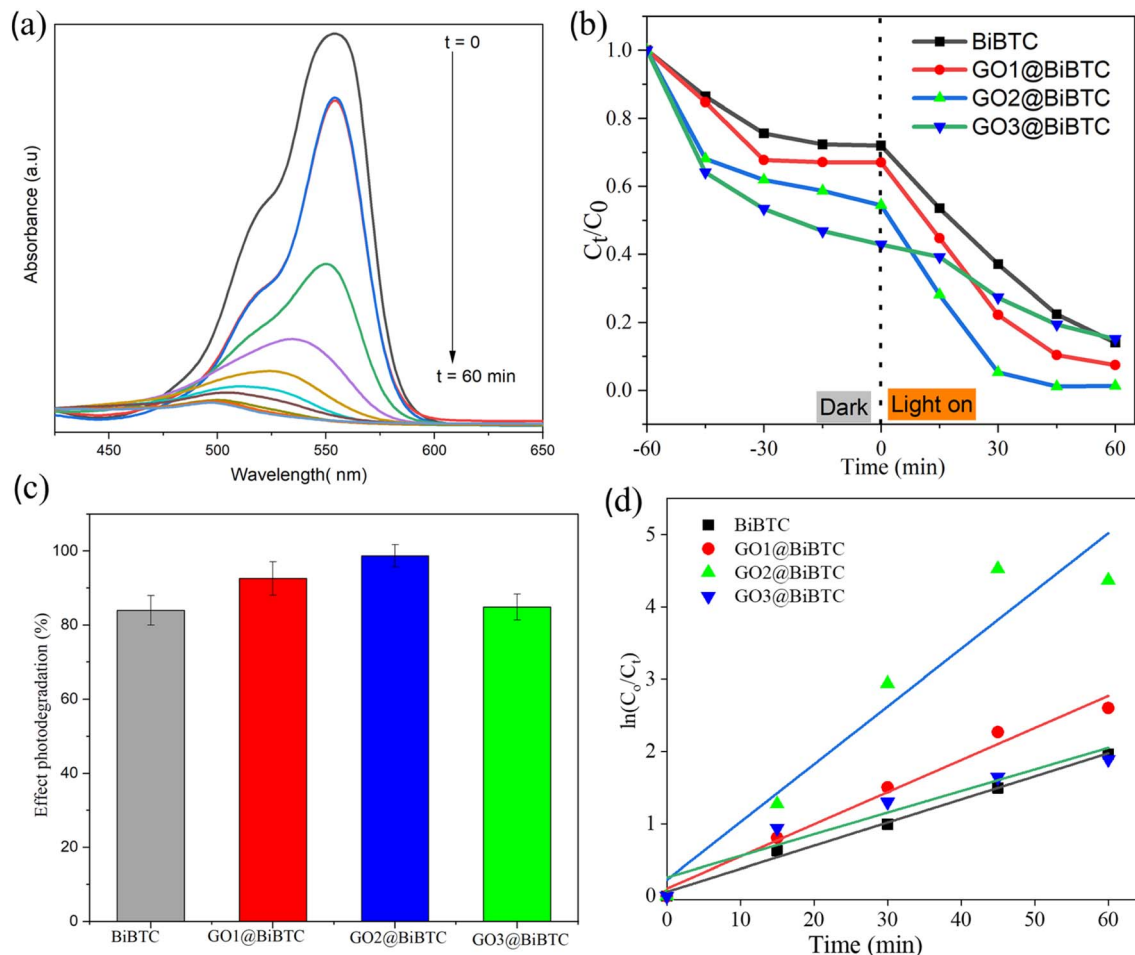 (a)
t = 0
t = 60 min
Absorbance (a.u)
450
500
550
600
650
Wavelength( nm)
(b)
BiBTC
GO1@BiBTC
GO2@BiBTC
GO3@BiBTC
1.0
0.8
0.6
0.4
0.2
0.0
Ct/C0
Dark
Light on
-60
-30
0
30
60
Time (min)
(c)
100
80
60
40
20
0
Effect photodegradation (%)
BiBTC
GO1@BiBTC
GO2@BiBTC
GO3@BiBTC
(d)
BiBTC
GO1@BiBTC
GO2@BiBTC
GO3@BiBTC
5
4
3
2
1
0
ln(Co/Ct)
0
10
20
30
40
50
60
Time (min)